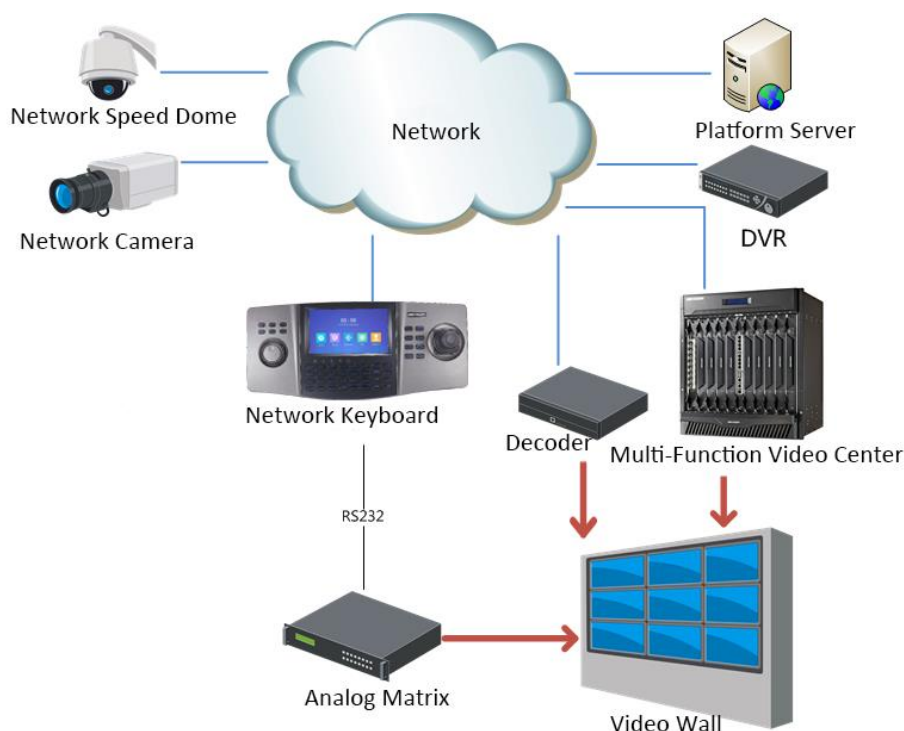 Network
Network Speed Dome
Platform Server
Network Camera
DVR
Network Keyboard
Decoder
Multi-Function Video Center
RS232
Analog Matrix
Video Wall